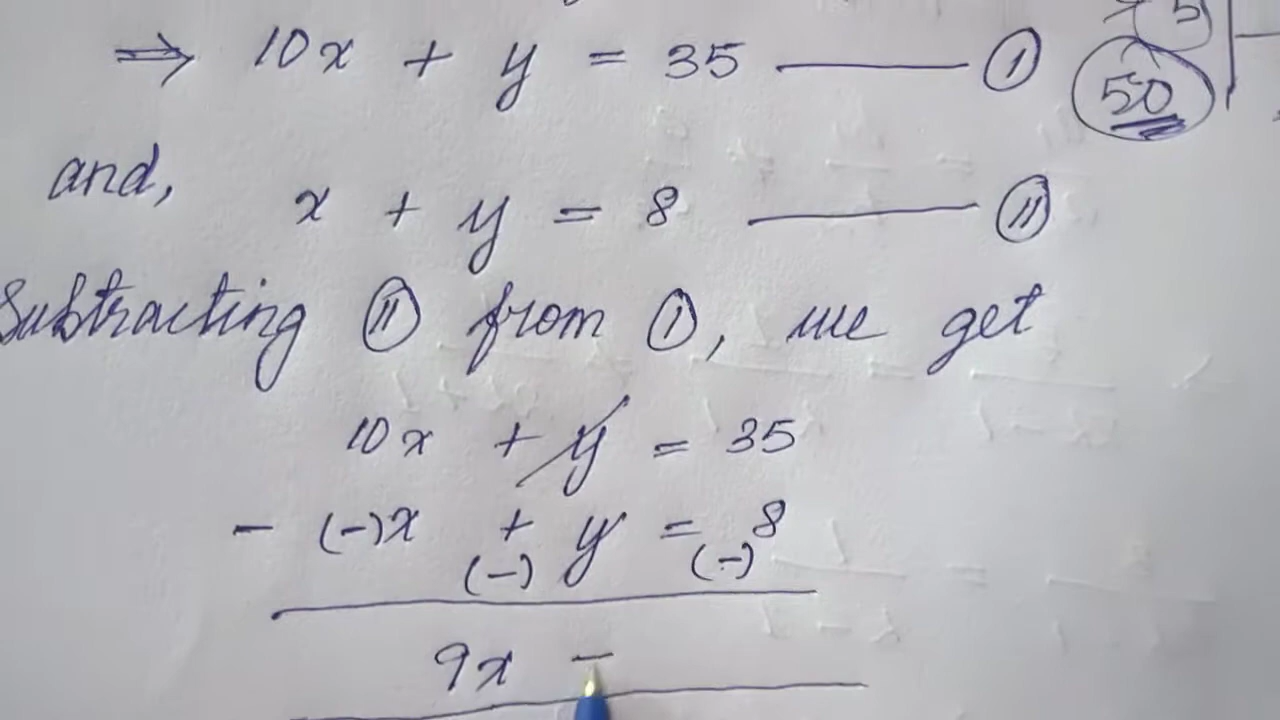 ⇒ 10x + y = 35 —— (I)
50
and,
x + y = 8 —— (II)
Subtracting (II) from (I), we get
10x + y = 35
- (-)x + y = 8
(-) (-)
9x -